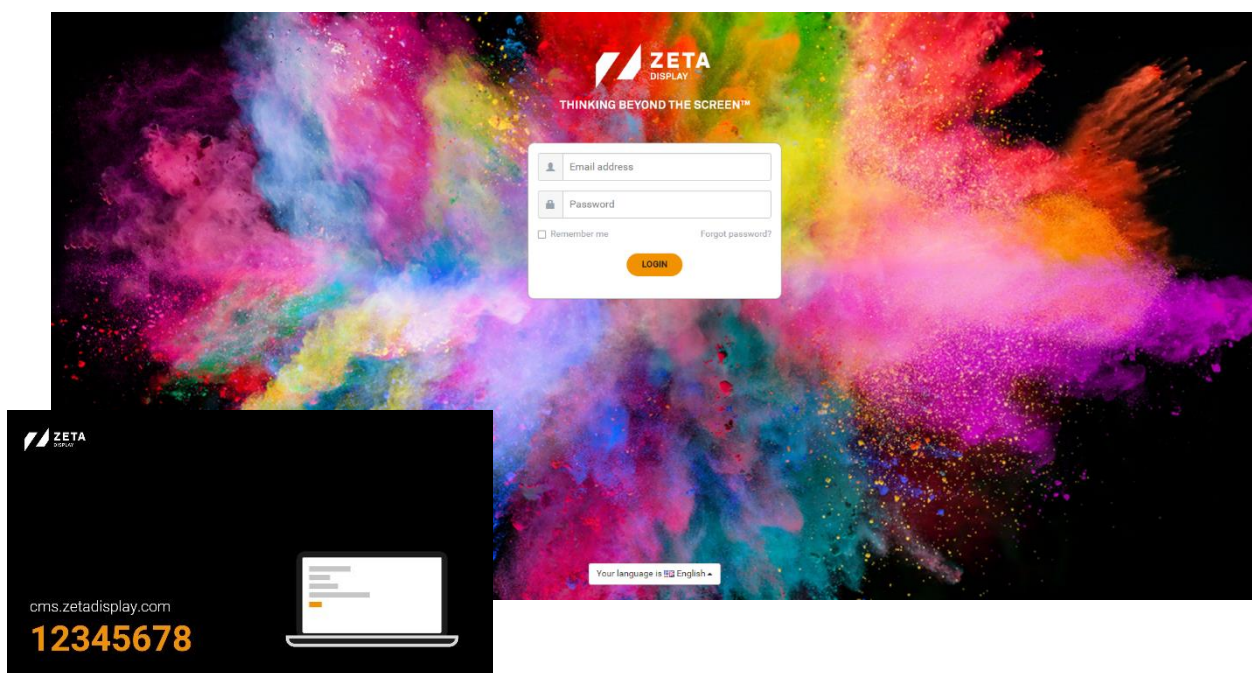 ZETA
DISPLAY
THINKING BEYOND THE SCREEN™
Email address
Password
Remember me
Forgot password?
LOGIN
Your language is English
ZETA
DISPLAY
cms.zetadisplay.com
12345678